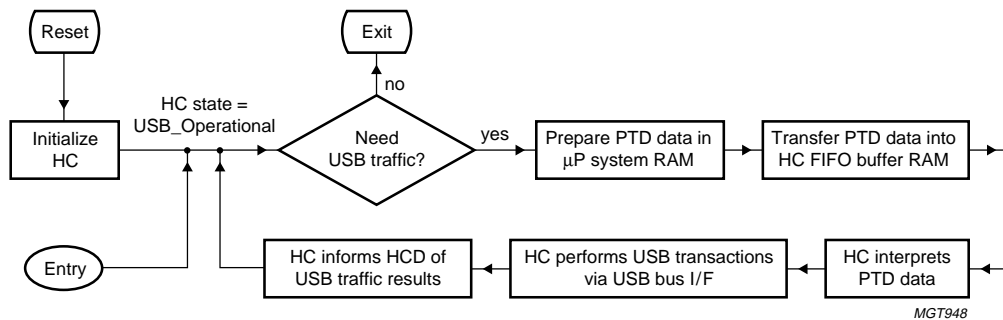 Reset
Exit
no
HC state =
USB_Operational
Initialize
HC
Need
USB traffic?
yes
Prepare PTD data in
μP system RAM
Transfer PTD data into
HC FIFO buffer RAM
Entry
HC informs HCD of
USB traffic results
HC performs USB transactions
via USB bus I/F
HC interprets
PTD data
MGT948